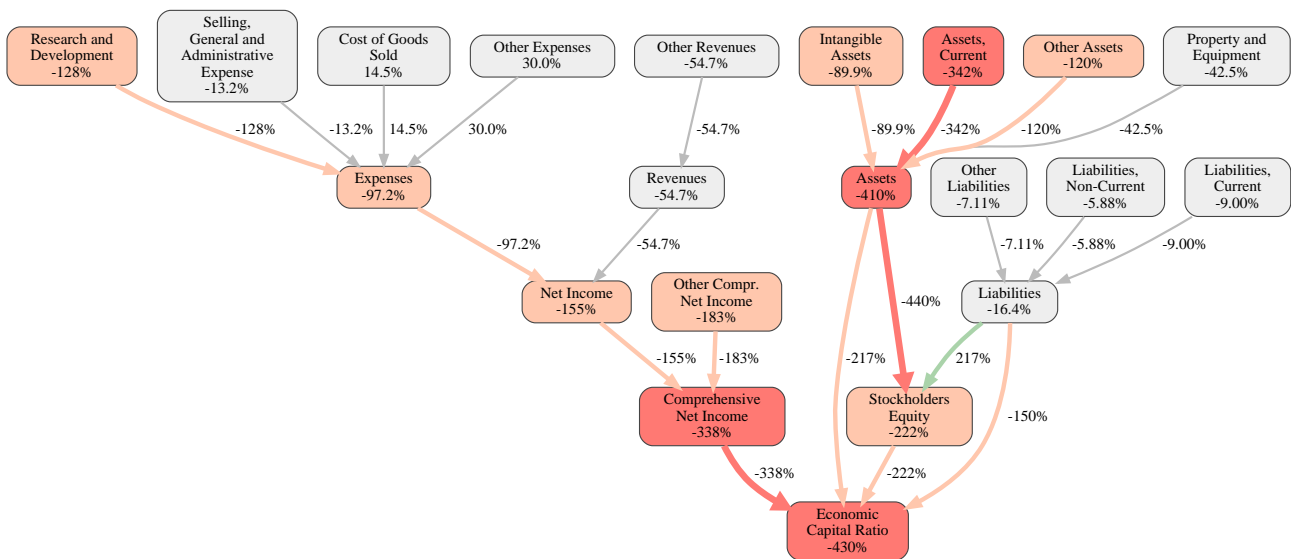 Research and
Development
-128%
Selling,
General and
Administrative
Expense
-13.2%
Cost of Goods
Sold
14.5%
Other Expenses
30.0%
Other Revenues
-54.7%
Intangible
Assets
-89.9%
Assets,
Current
-342%
Other Assets
-120%
Property and
Equipment
-42.5%
-128%
-13.2%
14.5%
30.0%
-54.7%
-89.9%
-342%
-120%
-42.5%
Expenses
-97.2%
Revenues
-54.7%
Assets
-410%
Other
Liabilities
-7.11%
Liabilities,
Non-Current
-5.88%
Liabilities,
Current
-9.00%
-97.2%
-54.7%
-7.11%
-5.88%
-9.00%
Net Income
-155%
Other Compr.
Net Income
-183%
-440%
Liabilities
-16.4%
-155%
-183%
-217%
217%
Comprehensive
Net Income
-338%
Stockholders
Equity
-222%
-150%
-338%
-222%
Economic
Capital Ratio
-430%